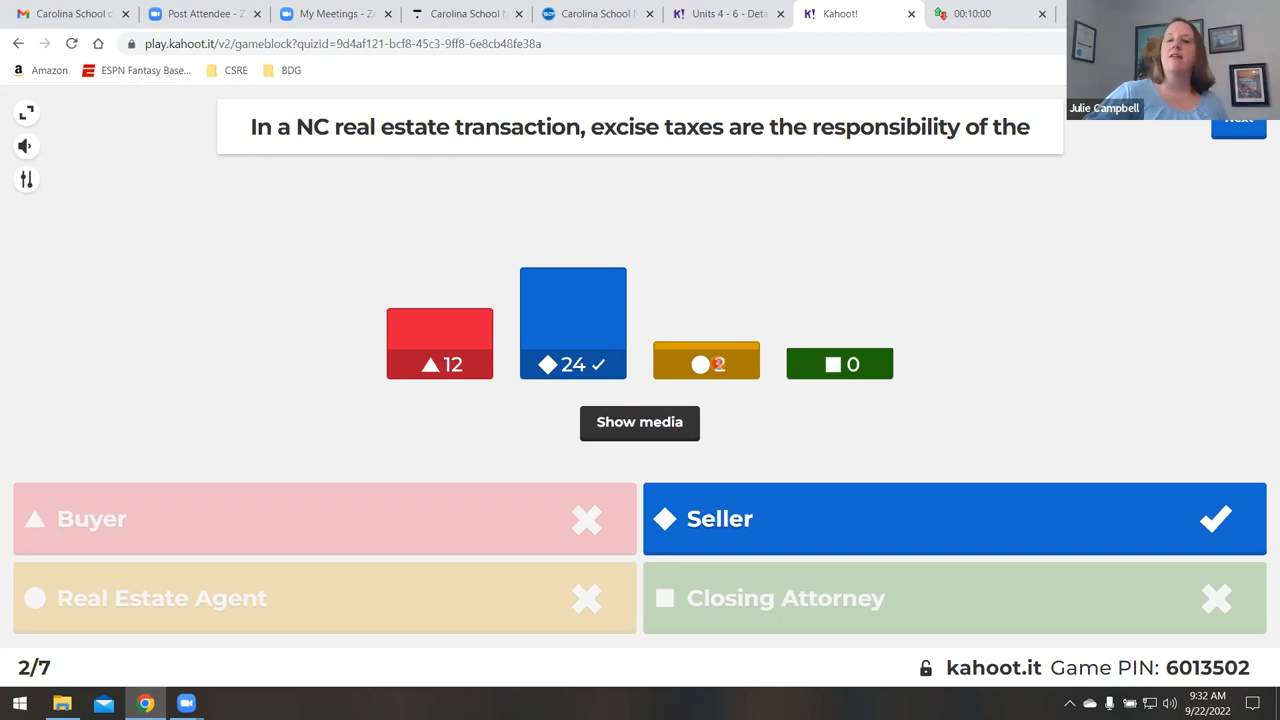 Carolina School c
Post Attendee - Z
My Meetings - Zo
Carolina School N
Carolina School N
Units 4 - 6 - Deta
Kahoot!
00:10:00
play.kahoot.it/v2/gameblock?quizId=9d4af121-bcf8-45c3-9ff8-6e8cb48fe38a
Amazon
ESPN Fantasy Base...
CSRE
BDG
Julie Campbell
In a NC real estate transaction, excise taxes are the responsibility of the
Next
12
24
2
0
Show media
Buyer
Seller
Real Estate Agent
Closing Attorney
2/7
kahoot.it Game PIN: 6013502
9:32 AM
9/22/2022